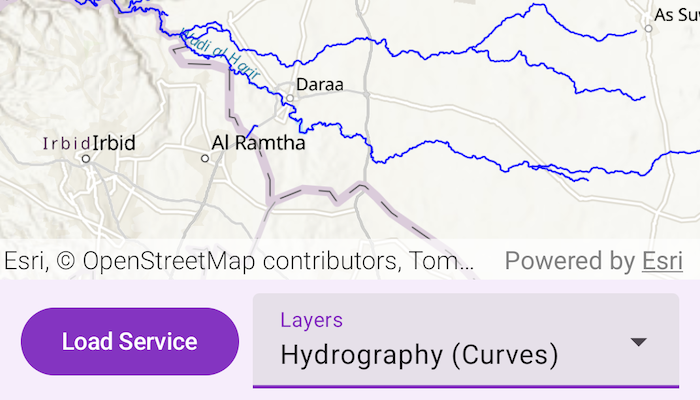 As Su
Wadi al Harir
Daraa
Irbid Irbid
Al Ramtha
Esri, © OpenStreetMap contributors, Tom... Powered by Esri
Load Service
Layers
Hydrography (Curves)